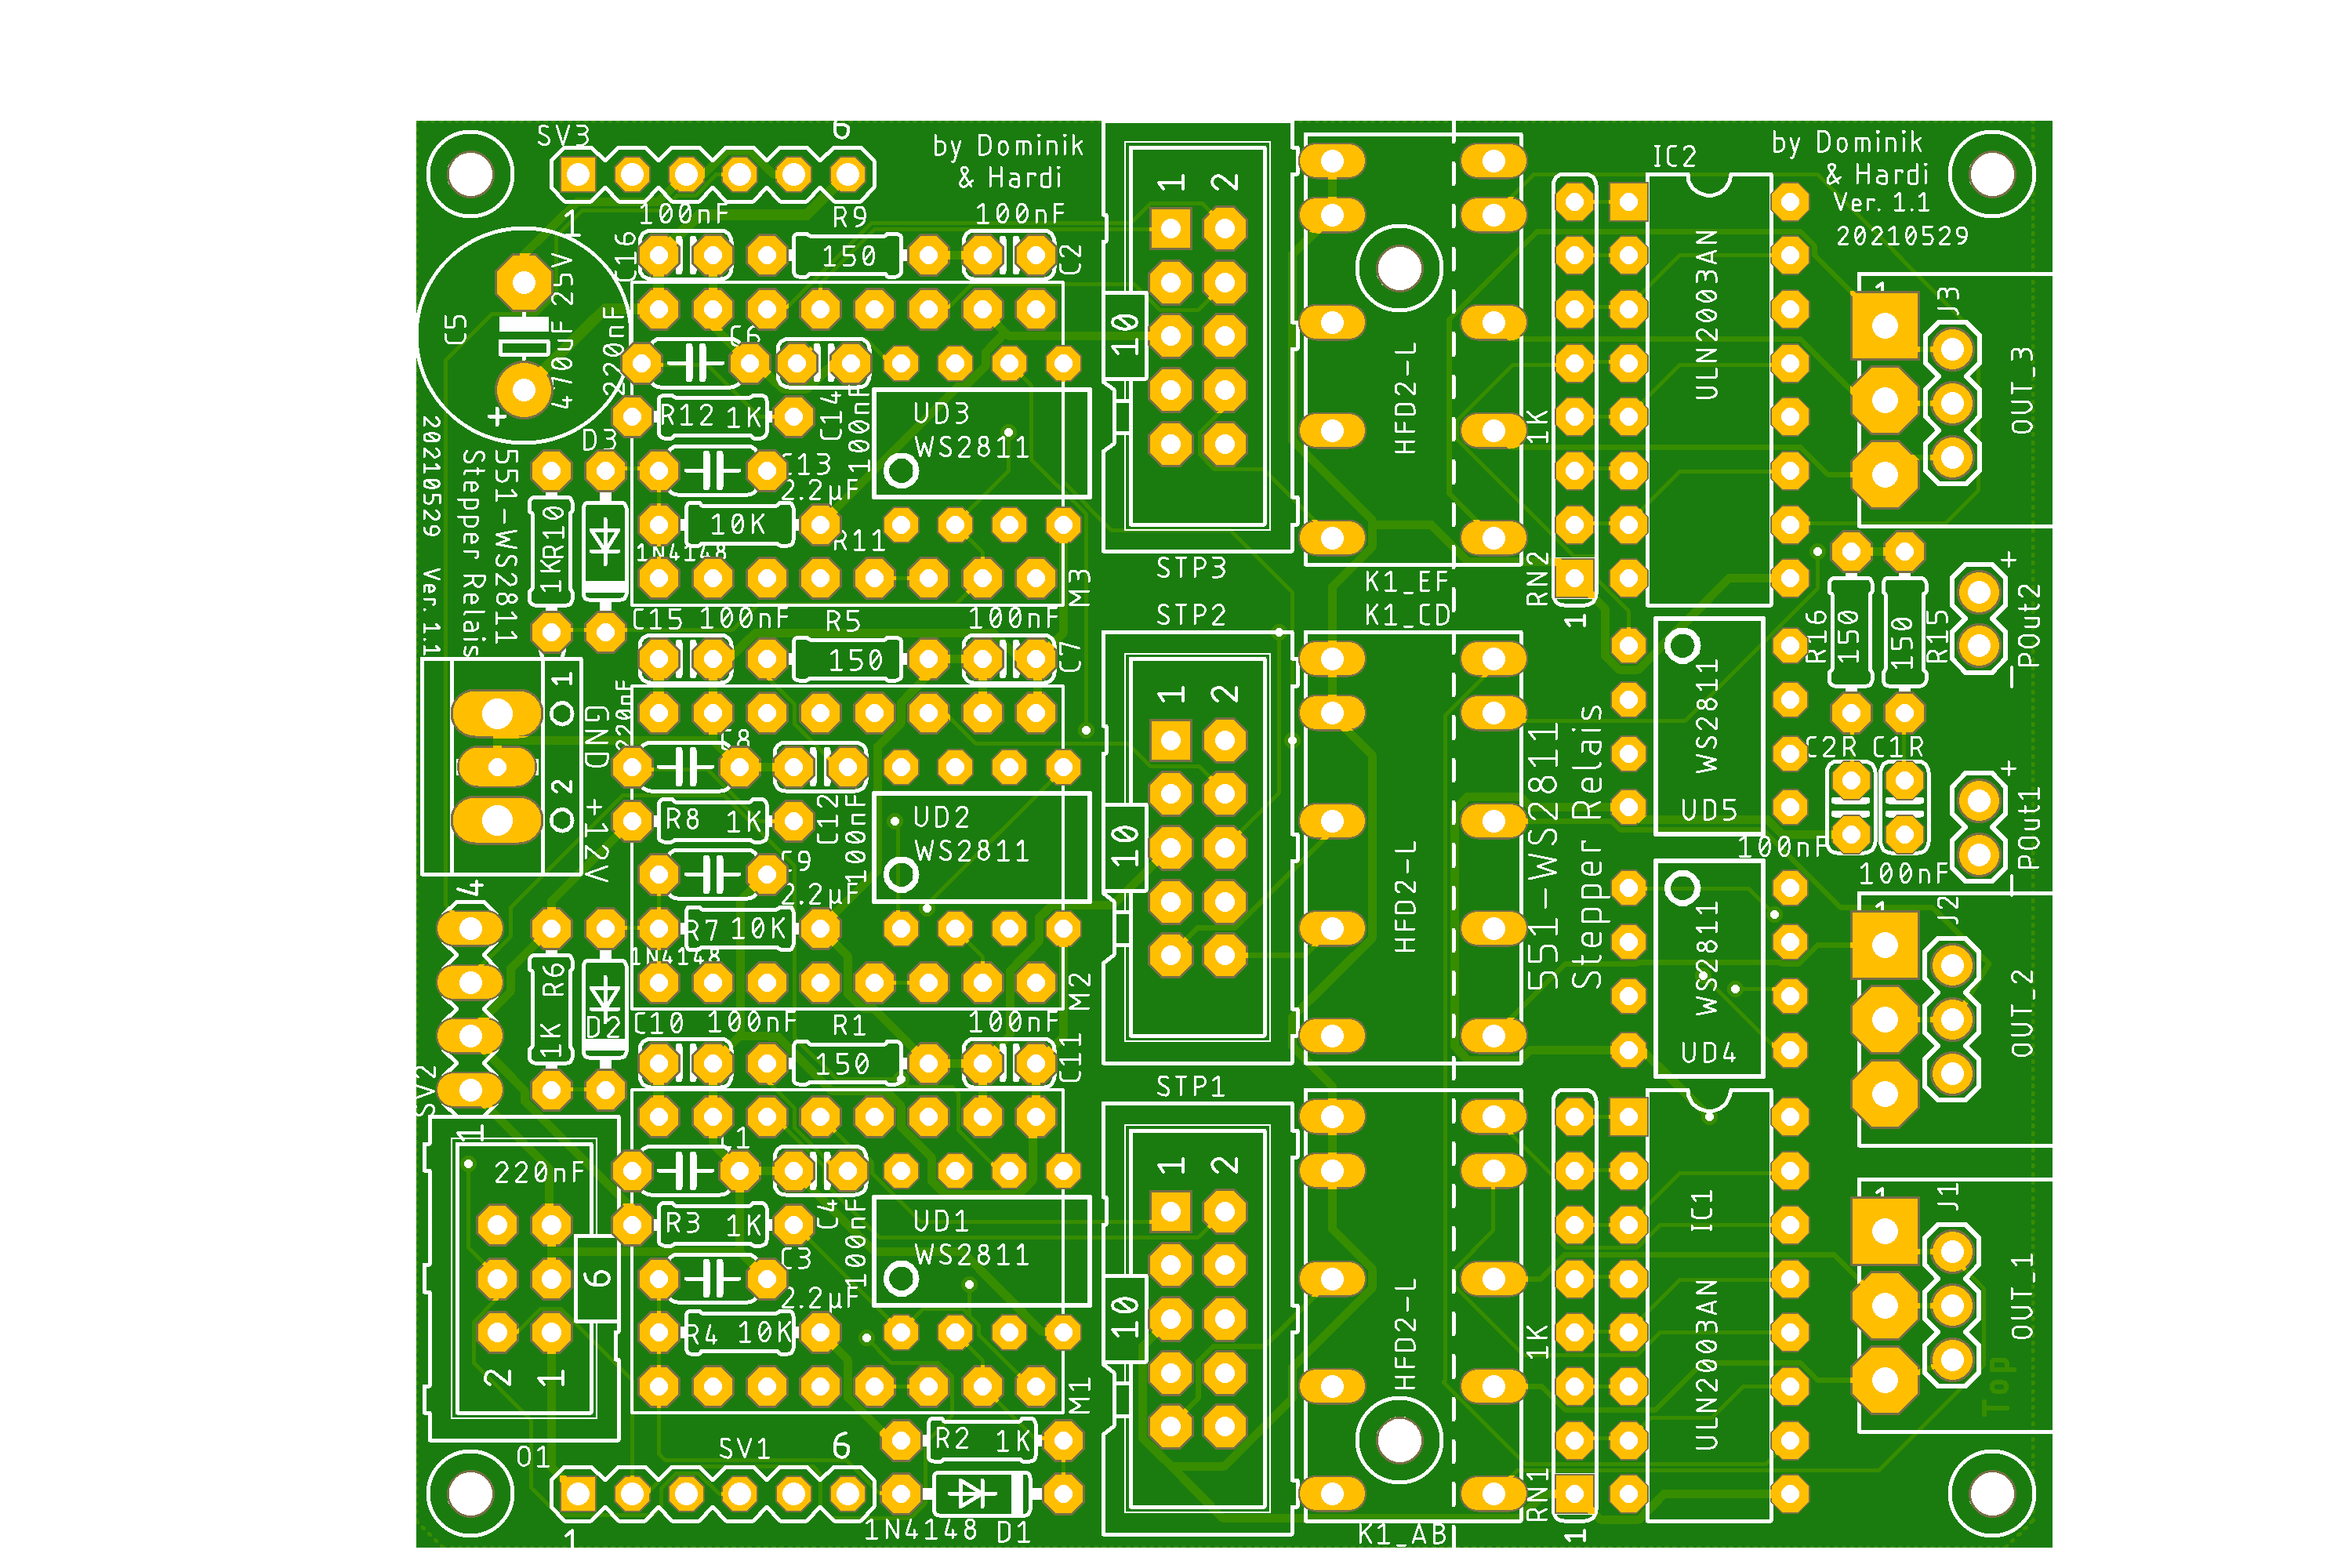 SV3
6
1
by Dominik
& Hardi
IC2
by Dominik
& Hardi
Ver. 1.1
20210529
100nF
R9
100nF
C16
150
C2
1
2
10
STP3
C5
470uF 25V
+
220nF
R12
1K
C14
100nF
UD3
WS2811
D3
C13
2.2µF
10K
R11
1N4148
1KR10
M3
HFD2-L
K1_EF
K1_CD
1K
RN2
1
ULN2003AN
1
J3
OUT_3
20210529 Ver.1.1
551-WS2811
Stepper Relais
C15
100nF
R5
100nF
150
C7
STP2
1
2
10
1
2
GND
+12V
220nF
C8
R8
1K
C12
100nF
UD2
WS2811
C9
2.2µF
R7
10K
1N4148
M2
J4
1K R6
D2
SV2
1
HFD2-L
551-WS2811
Stepper Relais
WS2811
UD5
R16
150
150
R15
+
POut2
-
C2R
C1R
100nF
100nF
+
POut1
-
WS2811
UD4
1
J2
OUT_2
C10
100nF
R1
100nF
150
C11
STP1
1
2
10
220nF
6
2
1
O1
R3
1K
C4
100nF
UD1
WS2811
C3
2.2µF
R4
10K
M1
HFD2-L
K1_AB
1K
RN1
1
IC1
ULN2003AN
1
J1
OUT_1
Top
SV1
6
1
R2
1K
1N4148
D1